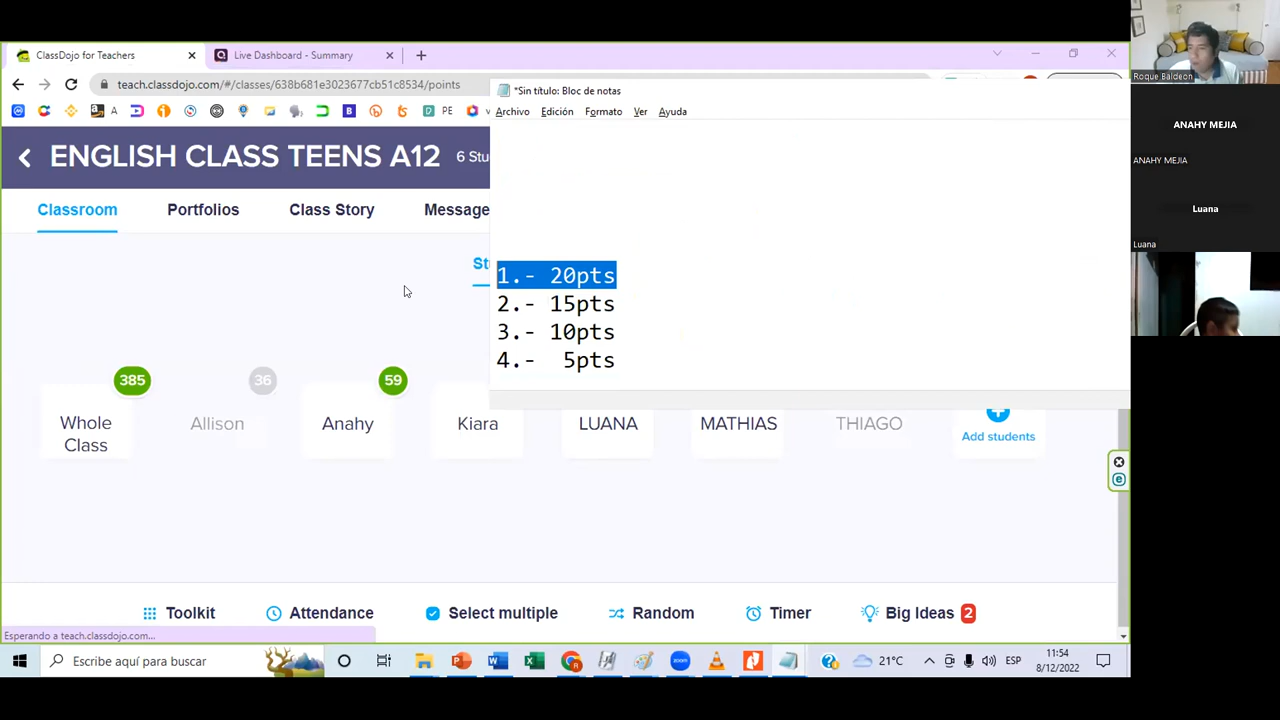 ClassDojo for Teachers
Live Dashboard - Summary
teach.classdojo.com/#/classes/638b681e3023677cb51c8534/points
A
PE
*Sin título: Bloc de notas
Archivo Edición Formato Ver Ayuda
ENGLISH CLASS TEENS A12
6 Stu
Classroom Portfolios Class Story Message
St
1.- 20pts
2.- 15pts
3.- 10pts
4.- 5pts
385 36 59
Whole
Class
Allison
Anahy
Kiara
LUANA
MATHIAS
THIAGO
Add students
Toolkit Attendance Select multiple Random Timer Big Ideas 2
Esperando a teach.classdojo.com...
Escribe aquí para buscar
zoom
21°C
ESP
11:54
8/12/2022
Roque Baldeon
ANAHY MEJIA
ANAHY MEJIA
Luana
Luana